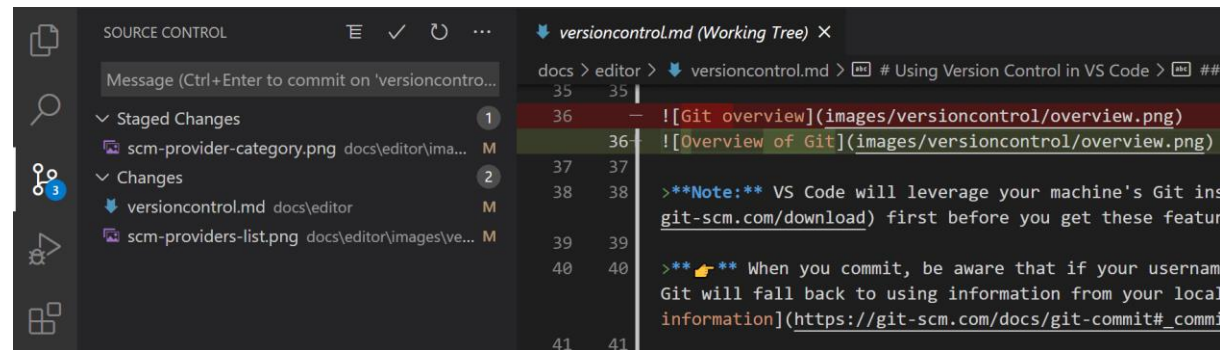 SOURCE CONTROL
Message (Ctrl+Enter to commit on 'versioncontro...
Staged Changes 1
scm-provider-category.png docs\editor\ima... M
3
Changes 2
versioncontrol.md docs\editor M
scm-providers-list.png docs\editor\images\ve... M
versioncontrol.md (Working Tree)
docs > editor > versioncontrol.md > abc # Using Version Control in VS Code > abc ##
35 35
36 — ![Git overview](images/versioncontrol/overview.png)
36+ ![Overview of Git](images/versioncontrol/overview.png)
37 37
38 38 >**Note:** VS Code will leverage your machine's Git ins
git-scm.com/download) first before you get these featur
39 39
40 40 >**👉** When you commit, be aware that if your usernam
Git will fall back to using information from your local
information](https://git-scm.com/docs/git-commit#_commi
41 41